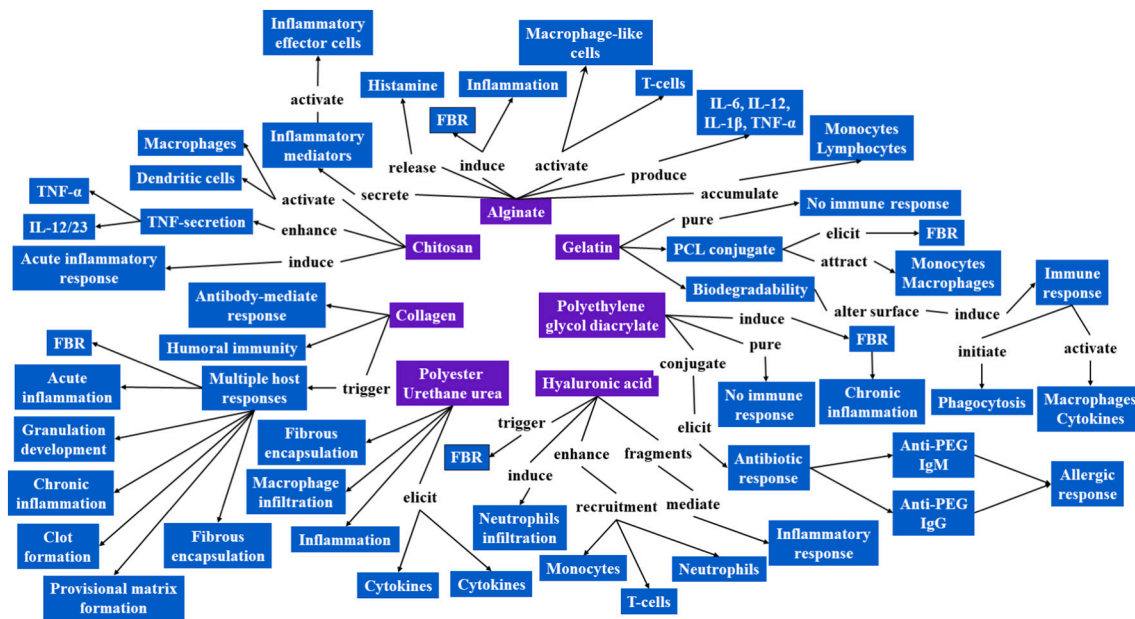 Inflammatory
effector cells
activate
Inflammatory
mediators
Histamine
release
FBR
Inflammation
induce
Macrophage-like
cells
T-cells
activate
IL-6, IL-12,
IL-1β, TNF-α
produce
Monocytes
Lymphocytes
accumulate
secrete
Alginate
Macrophages
Dendritic cells
activate
TNF-α
IL-12/23
TNF-secretion
enhance
Chitosan
Acute inflammatory
response
induce
Gelatin
pure
No immune response
PCL conjugate
elicit
FBR
attract
Monocytes
Macrophages
Biodegradability
alter surface
induce
Immune
response
initiate
activate
Phagocytosis
Macrophages
Cytokines
Antibody-mediate
response
Collagen
Humoral immunity
trigger
Multiple host
responses
FBR
Acute
inflammation
Granulation
development
Chronic
inflammation
Clot
formation
Provisional matrix
formation
Fibrous
encapsulation
Polyester
Urethane urea
Fibrous
encapsulation
Macrophage
infiltration
Inflammation
elicit
Cytokines
Cytokines
Polyethylene
glycol diacrylate
induce
FBR
Chronic
inflammation
pure
No immune
response
conjugate
elicit
Antibiotic
response
Anti-PEG
IgM
Anti-PEG
IgG
Allergic
response
Hyaluronic acid
trigger
FBR
induce
Neutrophils
infiltration
enhance
recruitment
Monocytes
T-cells
Neutrophils
fragments
mediate
Inflammatory
response